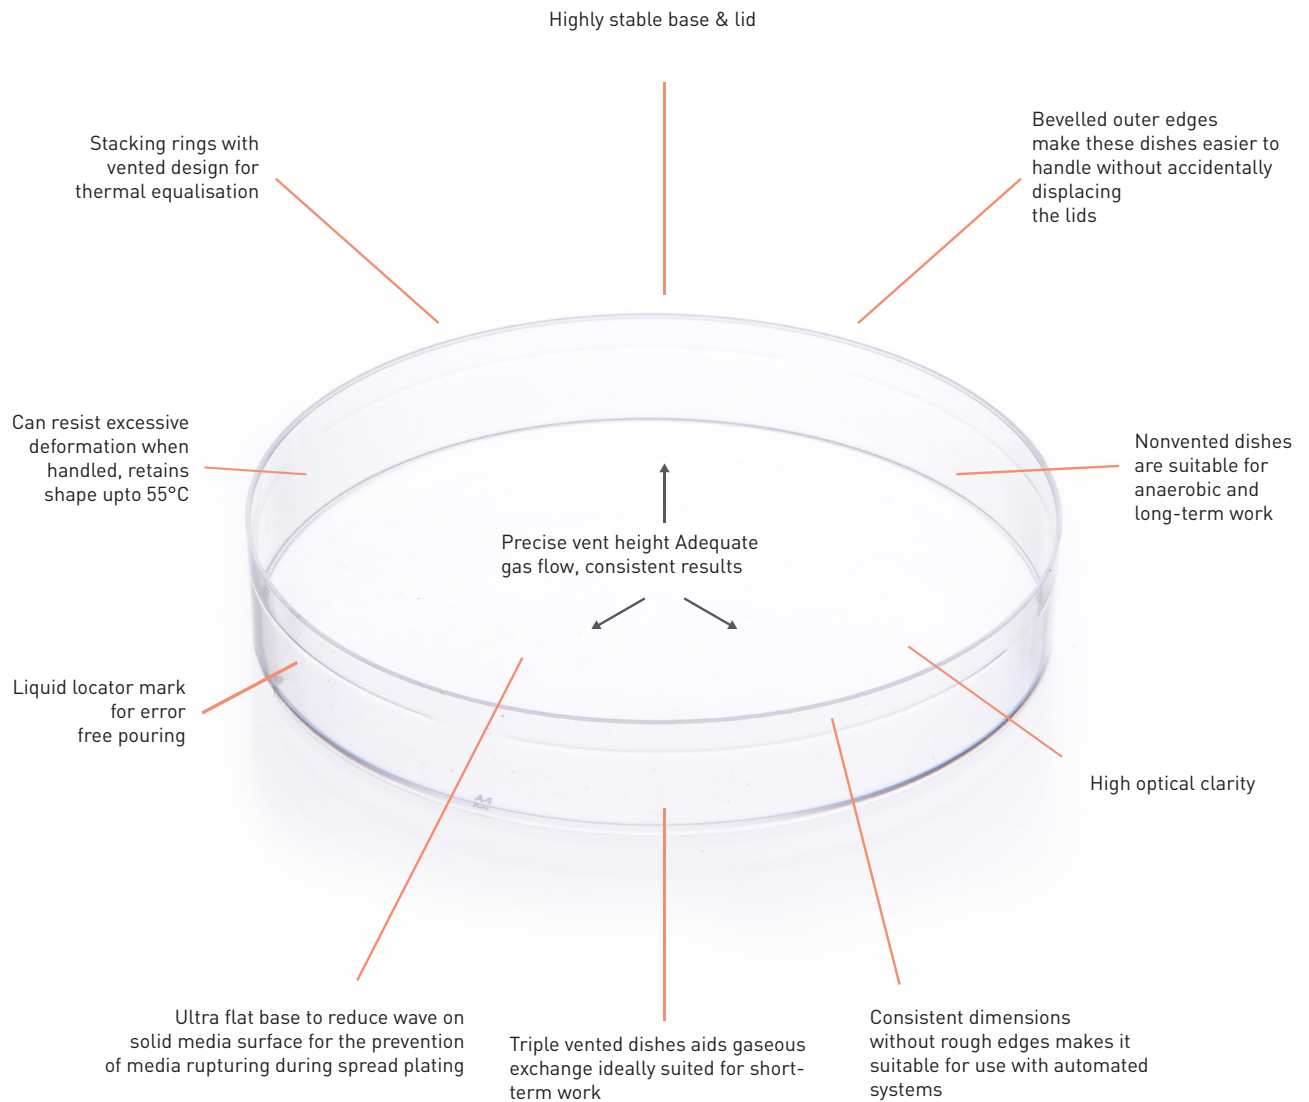 Highly stable base & lid
Stacking rings with
vented design for
thermal equalisation
Bevelled outer edges
make these dishes easier to
handle without accidentally
displacing
the lids
Can resist excessive
deformation when
handled, retains
shape upto 55°C
Nonvented dishes
are suitable for
anaerobic and
long-term work
Precise vent height Adequate
gas flow, consistent results
Liquid locator mark
for error
free pouring
High optical clarity
Ultra flat base to reduce wave on
solid media surface for the prevention
of media rupturing during spread plating
Triple vented dishes aids gaseous
exchange ideally suited for short-
term work
Consistent dimensions
without rough edges makes it
suitable for use with automated
systems